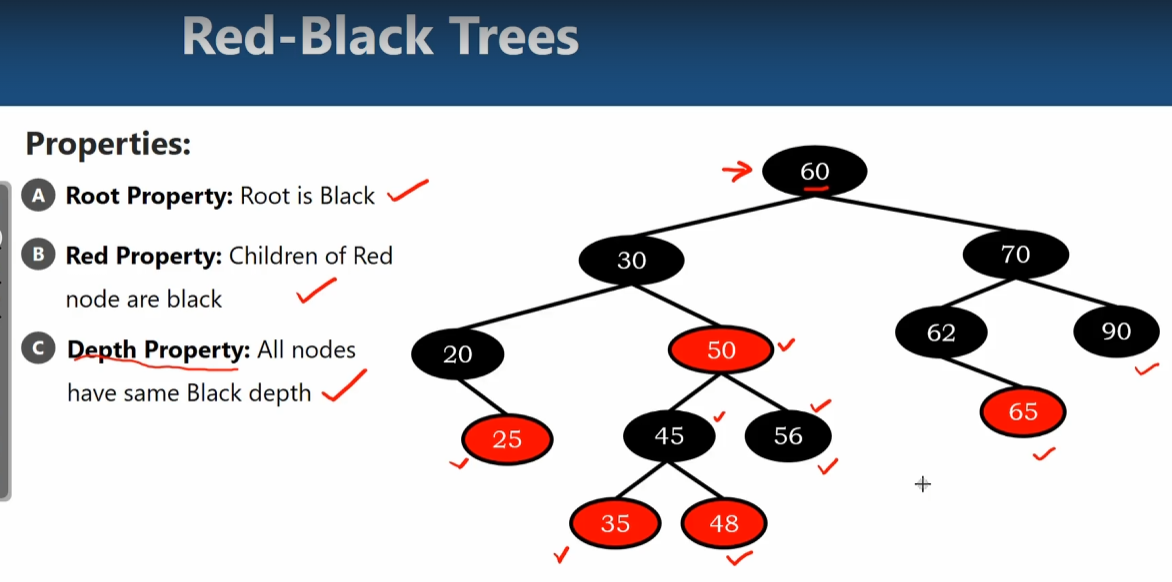 Red-Black Trees
Properties:
A Root Property: Root is Black
B Red Property: Children of Red
node are black
C Depth Property: All nodes
have same Black depth
60
30
70
20
50
62
90
25
45
56
65
35
48